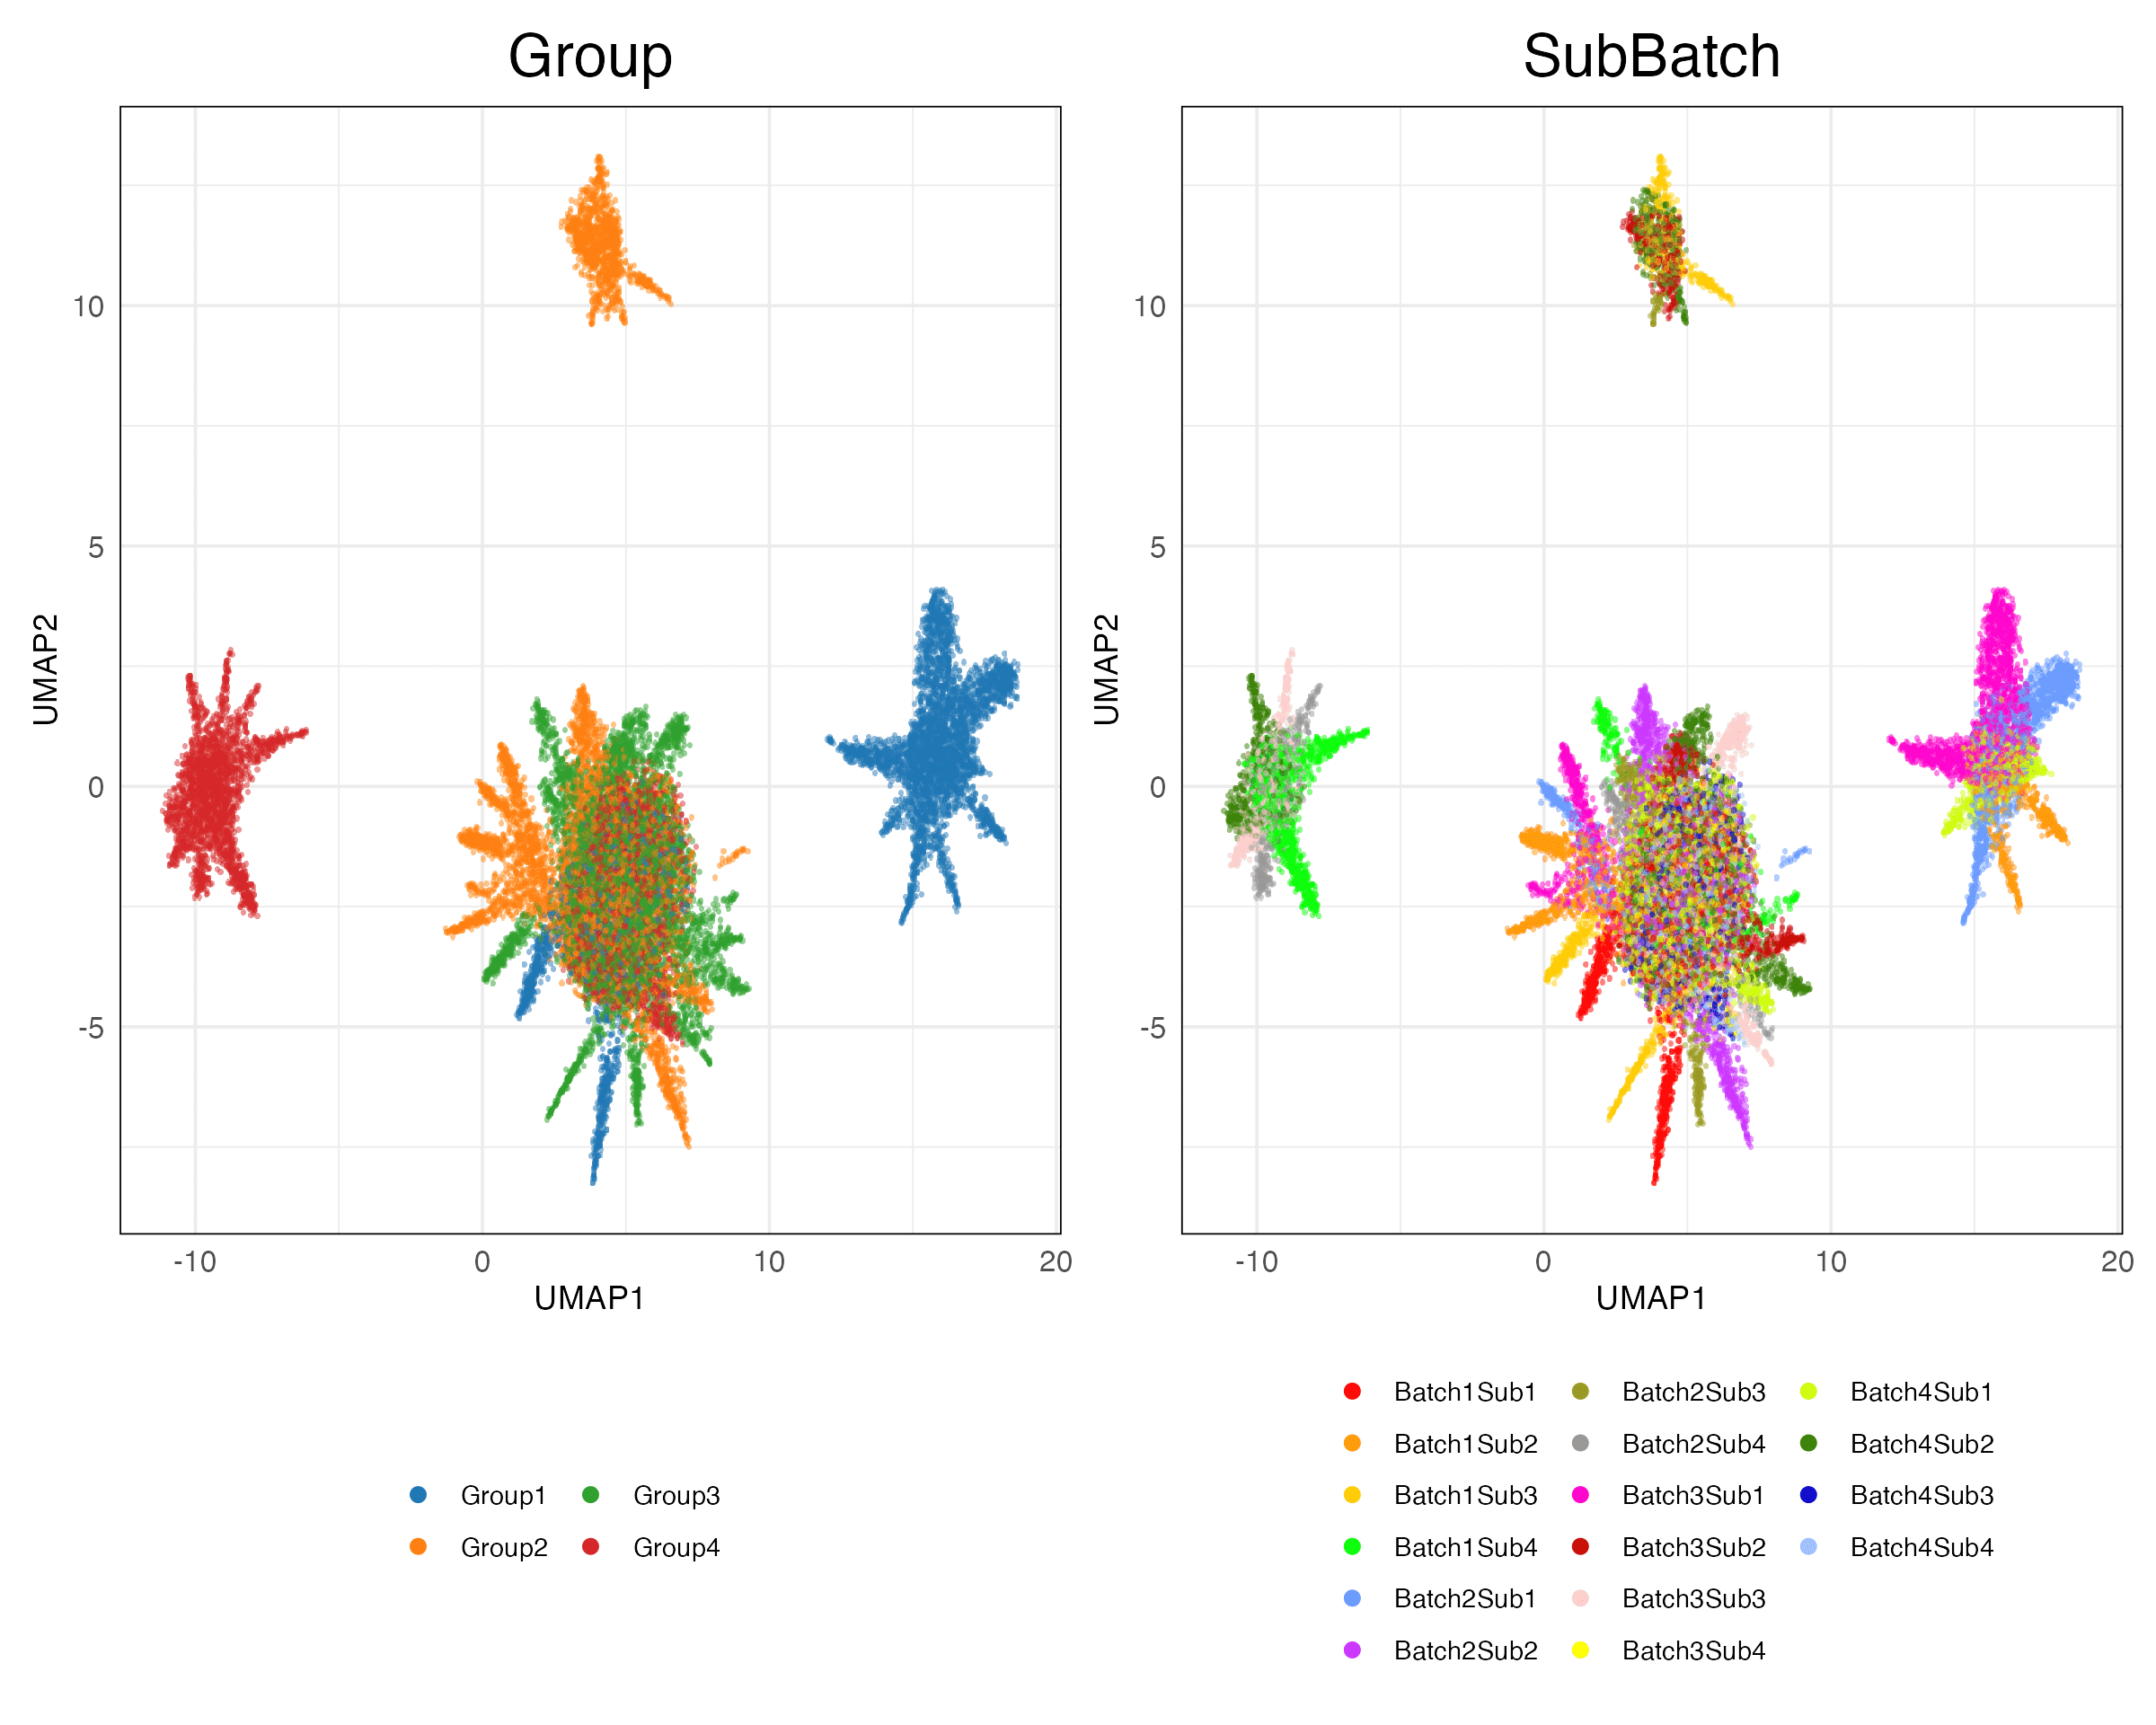 Group
SubBatch
UMAP2
10
5
0
-5
-10
0
10
20
UMAP1
UMAP2
10
5
0
-5
-10
0
10
20
UMAP1
Group1
Group3
Group2
Group4
Batch1Sub1
Batch2Sub3
Batch4Sub1
Batch1Sub2
Batch2Sub4
Batch4Sub2
Batch1Sub3
Batch3Sub1
Batch4Sub3
Batch1Sub4
Batch3Sub2
Batch4Sub4
Batch2Sub1
Batch3Sub3
Batch2Sub2
Batch3Sub4